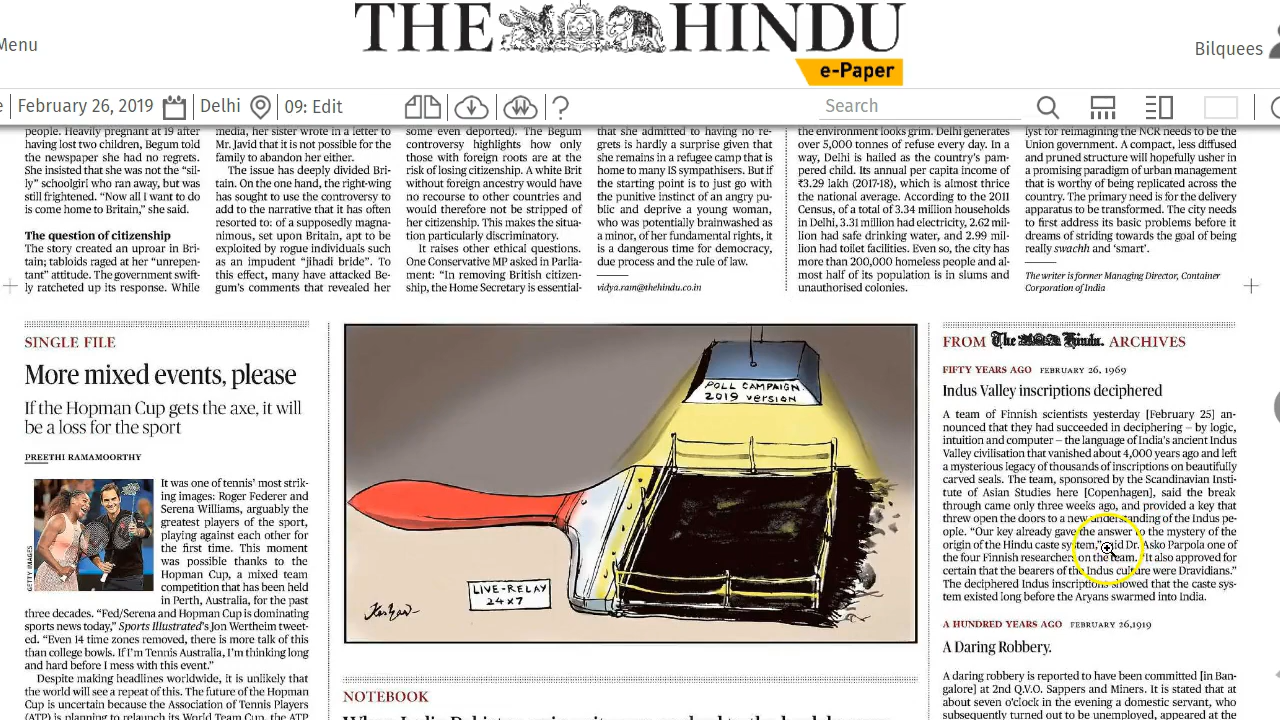 THE HINDU
e-Paper
Menu
Bilquees
February 26, 2019
Delhi
09: Edit
Search
people. Heavily pregnant at 19 after
having lost two children, Begum told
the newspaper she had no regrets.
She insisted that she was not the “sil-
ly” schoolgirl who ran away, but was
still frightened. “Now all I want to do
is come home to Britain,” she said.
The question of citizenship
The story created an uproar in Bri-
tain; tabloids raged at her “unrepen-
tant” attitude. The government swift-
ly ratcheted up its response. While
media, her sister wrote in a letter to
Mr. Javid that it is not possible for the
family to abandon her either.
The issue has deeply divided Bri-
tain. On the one hand, the right-wing
has sought to use the controversy to
add to the narrative that it has often
resorted to: of a supposedly magna-
nimous, set upon Britain, apt to be
exploited by rogue individuals such
as an impudent “jihadi bride”. To
this effect, many have attacked Be-
gum’s comments that revealed her
some even deported). The Begum
controversy highlights how only
those with foreign roots are at the
risk of losing citizenship. A white Brit
without foreign ancestry would have
no recourse to other countries and
would therefore not be stripped of
her citizenship. This makes the situa-
tion particularly discriminatory.
It raises other ethical questions.
One Conservative MP asked in Parlia-
ment: “In removing British citizen-
ship, the Home Secretary is essential-
that she admitted to having no re-
grets is hardly a surprise given that
she remains in a refugee camp that is
home to many IS sympathisers. But if
the starting point is to just go with
the punitive instinct of an angry pu-
blic and deprive a young woman,
who was potentially brainwashed as
a minor, of her fundamental rights, it
is a dangerous time for democracy,
due process and the rule of law.
vidya.ram@thehindu.co.in
the environment looks grim. Delhi generates
over 5,000 tonnes of refuse every day. In a
way, Delhi is hailed as the country’s pam-
pered child. Its annual per capita income of
₹3.29 lakh (2017-18), which is almost thrice
the national average. According to the 2011
Census, of a total of 3.34 million households
in Delhi, 3.31 million had electricity, 2.62 mil-
lion had safe drinking water, and 2.99 mil-
lion had toilet facilities. Even so, the city has
more than 200,000 homeless people and al-
most half of its population is in slums and
unauthorised colonies.
lyst for reimagining the NCR needs to be the
Union government. A compact, less diffused
and pruned structure will hopefully usher in
a promising paradigm of urban management
that is worthy of being replicated across the
country. The primary need is for the delivery
apparatus to be transformed. The city needs
to first address its basic problems before it
dreams of striding towards the goal of being
really swachh and ‘smart’.
The writer is former Managing Director, Container
Corporation of India
SINGLE FILE
More mixed events, please
If the Hopman Cup gets the axe, it will
be a loss for the sport
PREETHI RAMAMOORTHY
GETTY IMAGES
It was one of tennis’ most strik-
ing images: Roger Federer and
Serena Williams, arguably the
greatest players of the sport,
playing against each other for
the first time. This moment
was possible thanks to the
Hopman Cup, a mixed team
competition that has been held
in Perth, Australia, for the past
three decades. “Fed/Serena and Hopman Cup is dominating
sports news today,” Sports Illustrated’s Jon Wertheim tweet-
ed. “Even 14 time zones removed, there is more talk of this
than college bowls. If I’m Tennis Australia, I’m thinking long
and hard before I mess with this event.”
Despite making headlines worldwide, it is unlikely that
the world will see a repeat of this. The future of the Hopman
Cup is uncertain because the Association of Tennis Players
(ATP) is planning to relaunch its World Team Cup, the ATP
POLL CAMPAIGN
2019 version
LIVE-RELAY
24x7
Keshav
NOTEBOOK
FROM The Hindu. ARCHIVES
FIFTY YEARS AGO FEBRUARY 26, 1969
Indus Valley inscriptions deciphered
A team of Finnish scientists yesterday [February 25] an-
nounced that they had succeeded in deciphering – by logic,
intuition and computer – the language of India’s ancient Indus
Valley civilisation that vanished about 4,000 years ago and left
a mysterious legacy of thousands of inscriptions on beautifully
carved seals. The team, sponsored by the Scandinavian Insti-
tute of Asian Studies here [Copenhagen], said the break
through came only three weeks ago, and provided a key that
threw open the doors to a new understanding of the Indus pe-
ople. “Our key already gave the answer to the mystery of the
origin of the Hindu caste system,” said Dr. Asko Parpola one of
the four Finnish researchers on the team. “It also approved for
certain that the bearers of the Indus culture were Dravidians.”
The deciphered Indus inscriptions showed that the caste sys-
tem existed long before the Aryans swarmed into India.
A HUNDRED YEARS AGO FEBRUARY 26,1919
A Daring Robbery.
A daring robbery is reported to have been committed [in Ban-
galore] at 2nd Q.V.O. Sappers and Miners. It is stated that at
about seven o’clock in the evening a domestic servant, who
subsequently turned out to be unemployed, appeared at the